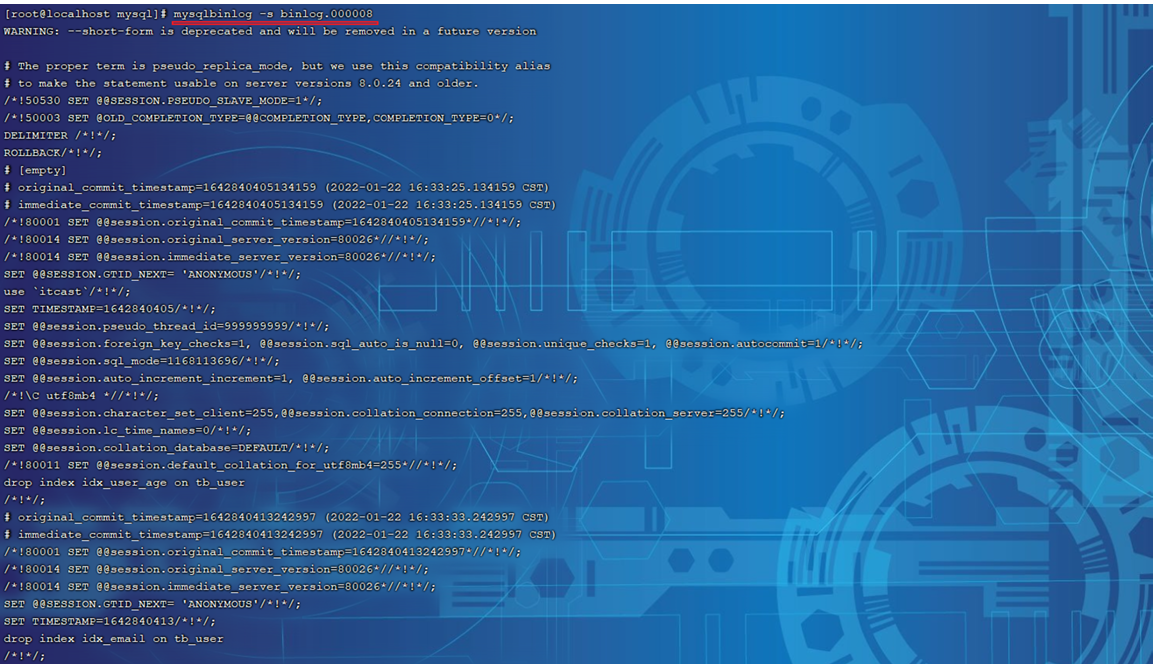 [root@localhost mysql]# mysqlbinlog -s binlog.000008
WARNING: --short-form is deprecated and will be removed in a future version
# The proper term is pseudo_replica_mode, but we use this compatibility alias
# to make the statement usable on server versions 8.0.24 and older.
/*!50530 SET @@SESSION.PSEUDO_SLAVE_MODE=1*/;
/*!50003 SET @OLD_COMPLETION_TYPE=@@COMPLETION_TYPE,COMPLETION_TYPE=0*/;
DELIMITER /*!*/;
ROLLBACK/*!*/;
# [empty]
# original_commit_timestamp=1642840405134159 (2022-01-22 16:33:25.134159 CST)
# immediate_commit_timestamp=1642840405134159 (2022-01-22 16:33:25.134159 CST)
/*!80001 SET @@session.original_commit_timestamp=1642840405134159*//*!*/;
/*!80014 SET @@session.original_server_version=80026*//*!*/;
/*!80014 SET @@session.immediate_server_version=80026*//*!*/;
SET @@SESSION.GTID_NEXT= 'ANONYMOUS'/*!*/;
use `itcast`/*!*/;
SET TIMESTAMP=1642840405/*!*/;
SET @@session.pseudo_thread_id=999999999/*!*/;
SET @@session.foreign_key_checks=1, @@session.sql_auto_is_null=0, @@session.unique_checks=1, @@session.autocommit=1/*!*/;
SET @@session.sql_mode=1168113696/*!*/;
SET @@session.auto_increment_increment=1, @@session.auto_increment_offset=1/*!*/;
/*!\C utf8mb4 *//*!*/;
SET @@session.character_set_client=255,@@session.collation_connection=255,@@session.collation_server=255/*!*/;
SET @@session.lc_time_names=0/*!*/;
SET @@session.collation_database=DEFAULT/*!*/;
/*!80011 SET @@session.default_collation_for_utf8mb4=255*//*!*/;
drop index idx_user_age on tb_user
/*!*/;
# original_commit_timestamp=1642840413242997 (2022-01-22 16:33:33.242997 CST)
# immediate_commit_timestamp=1642840413242997 (2022-01-22 16:33:33.242997 CST)
/*!80001 SET @@session.original_commit_timestamp=1642840413242997*//*!*/;
/*!80014 SET @@session.original_server_version=80026*//*!*/;
/*!80014 SET @@session.immediate_server_version=80026*//*!*/;
SET @@SESSION.GTID_NEXT= 'ANONYMOUS'/*!*/;
SET TIMESTAMP=1642840413/*!*/;
drop index idx_email on tb_user
/*!*/;